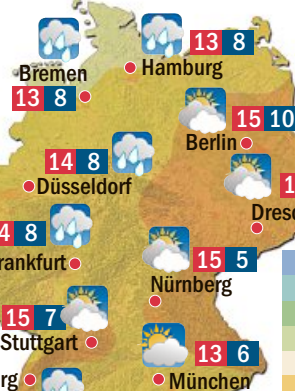 13 8
Hamburg
Bremen
13 8
15 10
Berlin
14 8
Düsseldorf
8
15 5
Nürnberg
15 7
Stuttgart
13 6
München